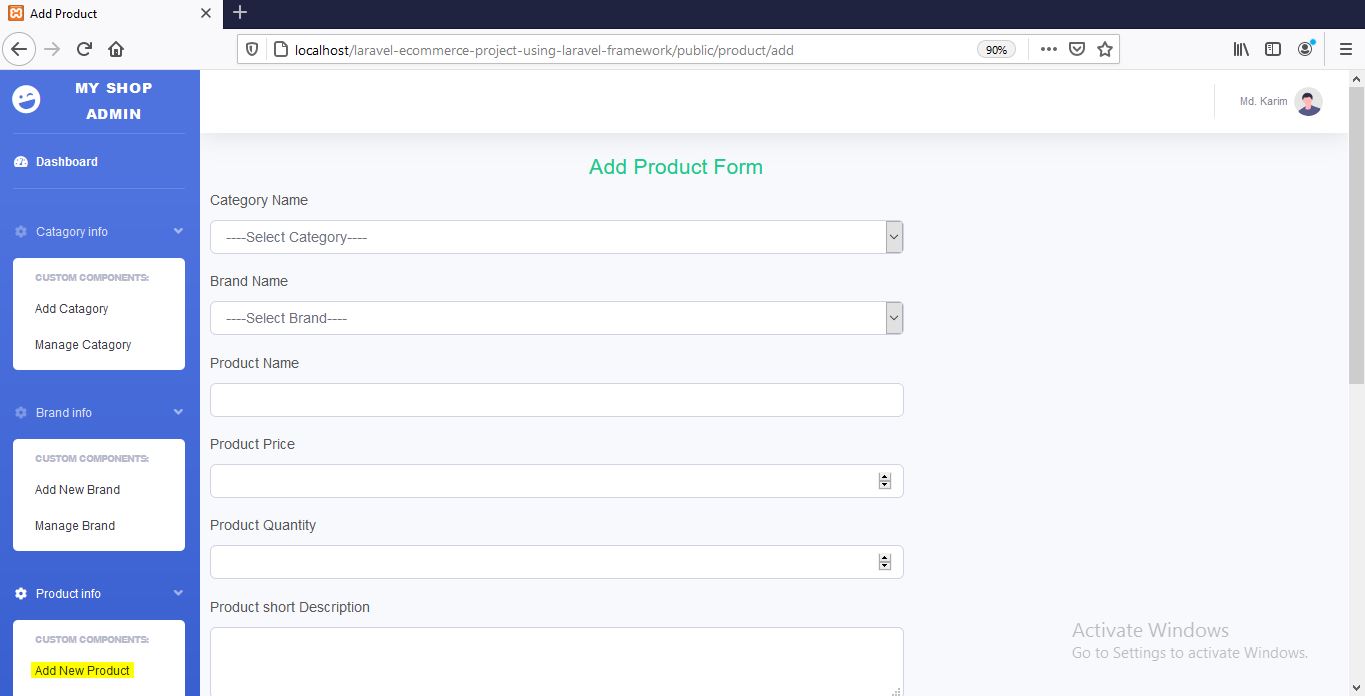 Add Product
localhost/laravel-ecommerce-project-using-laravel-framework/public/product/add
90%
MY SHOP
ADMIN
Dashboard
Catagory info
CUSTOM COMPONENTS:
Add Catagory
Manage Catagory
Brand info
CUSTOM COMPONENTS:
Add New Brand
Manage Brand
Product info
CUSTOM COMPONENTS:
Add New Product
Md. Karim
Add Product Form
Category Name
----Select Category----
Brand Name
----Select Brand----
Product Name
Product Price
Product Quantity
Product short Description
Activate Windows
Go to Settings to activate Windows.